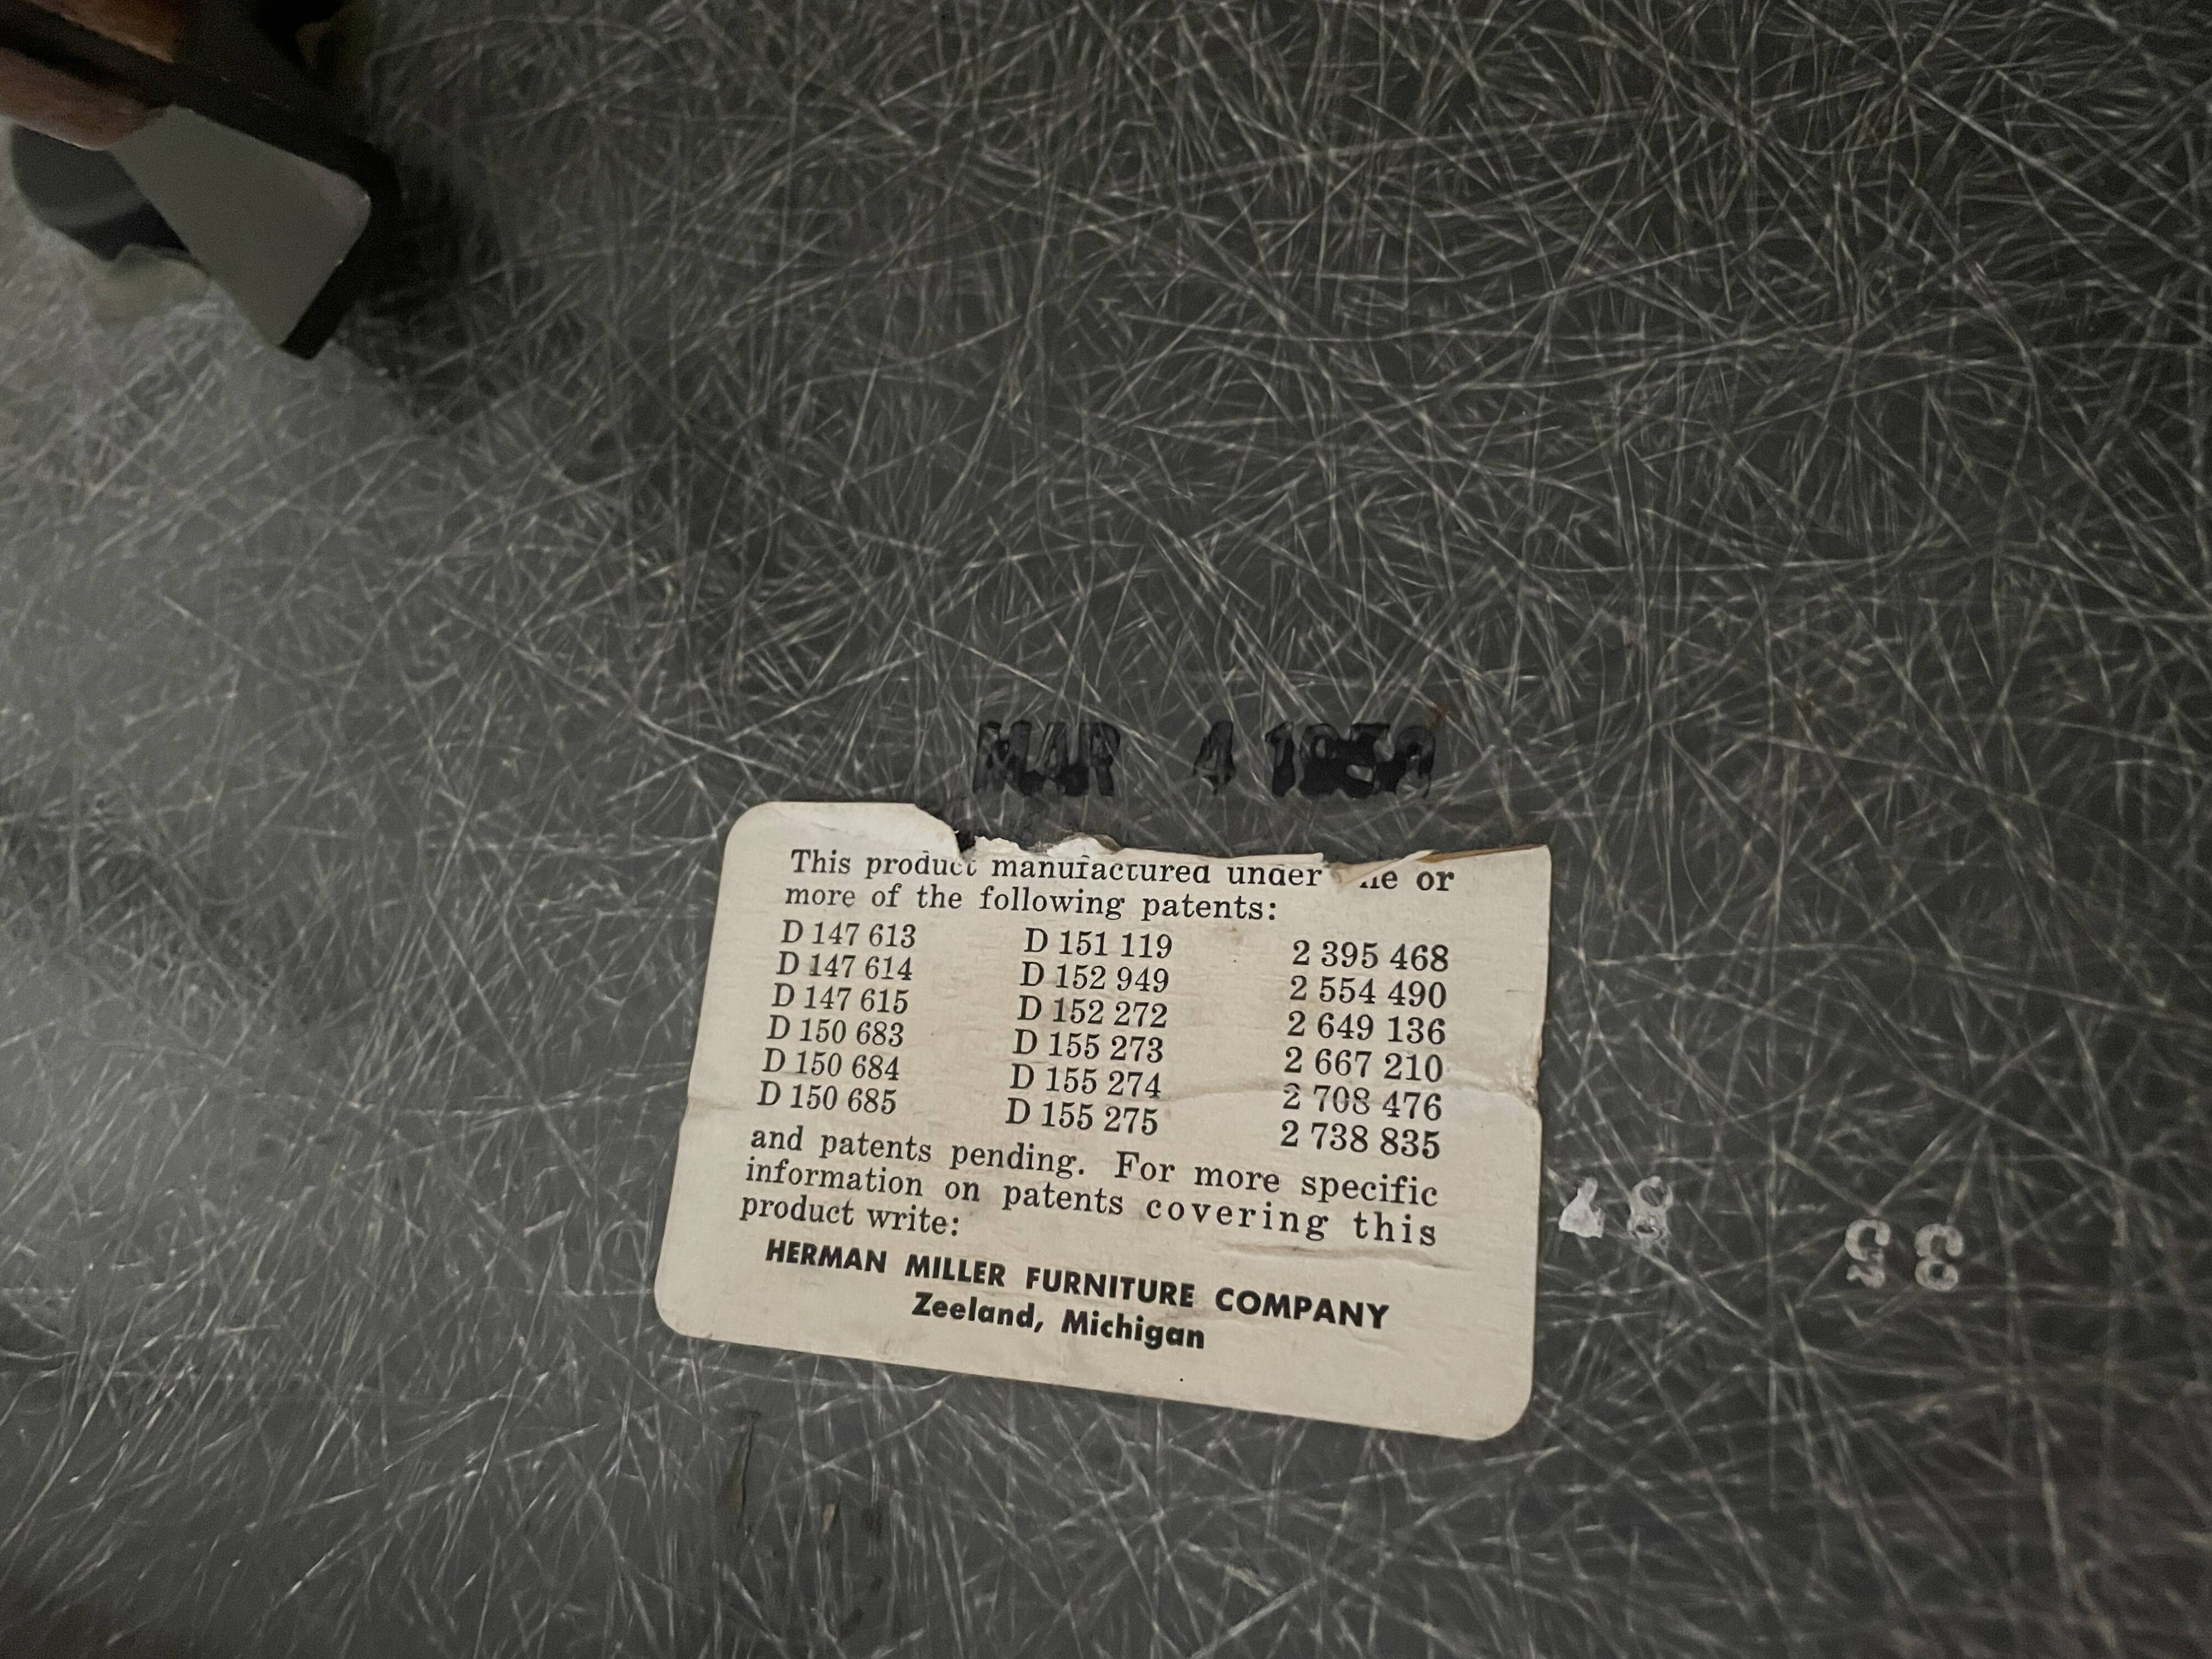 MAR 4
This product manufactured under or
more of the following patents:
D 147 613 D 151 119 2 395 468
D 147 614 D 152 949 2 554 490
D 147 615 D 152 272 2 649 136
D 150 683 D 155 273 2 667 210
D 150 684 D 155 274 2 708 476
D 150 685 D 155 275 2 738 835
and patents pending. For more specific
information on patents covering this
product write:
HERMAN MILLER FURNITURE COMPANY
Zeeland, Michigan